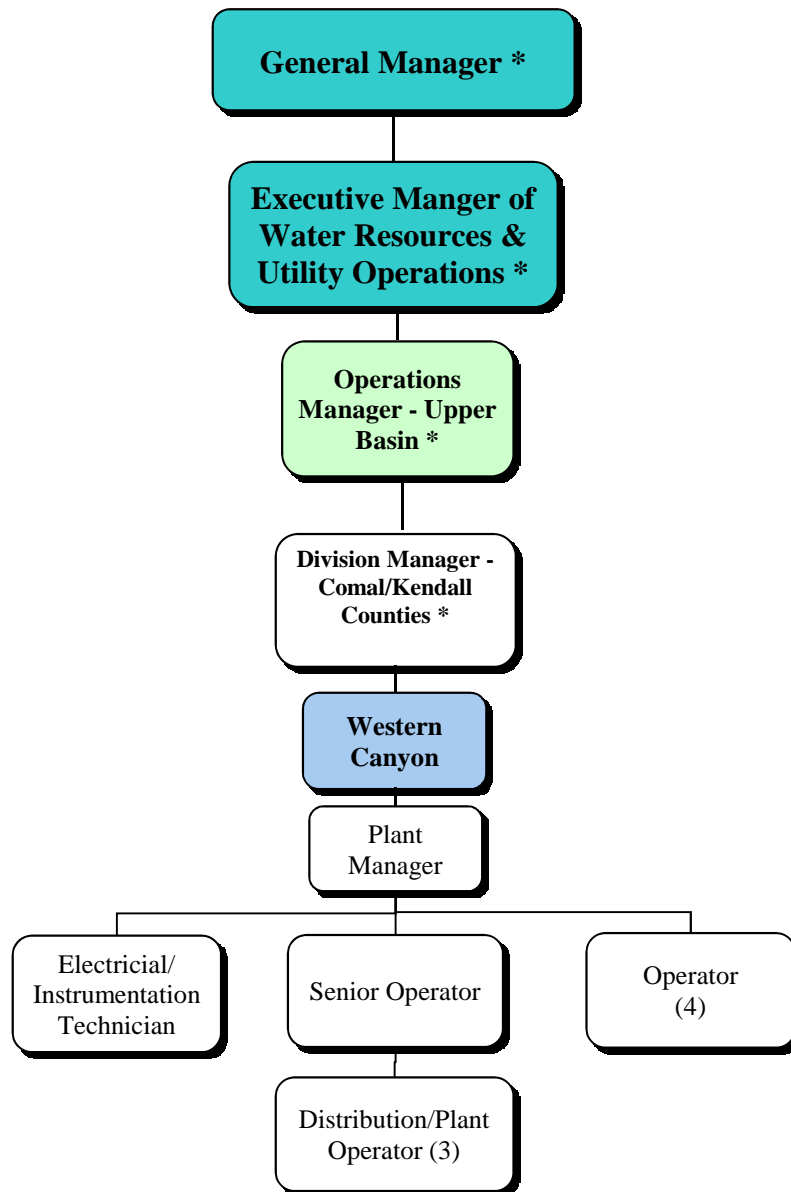 General Manager *
Executive Manger of
Water Resources &
Utility Operations *
Operations
Manager - Upper
Basin *
Division Manager -
Comal/Kendall
Counties *
Western
Canyon
Plant
Manager
Electricial/
Instrumentation
Technician
Senior Operator
Operator
(4)
Distribution/Plant
Operator (3)